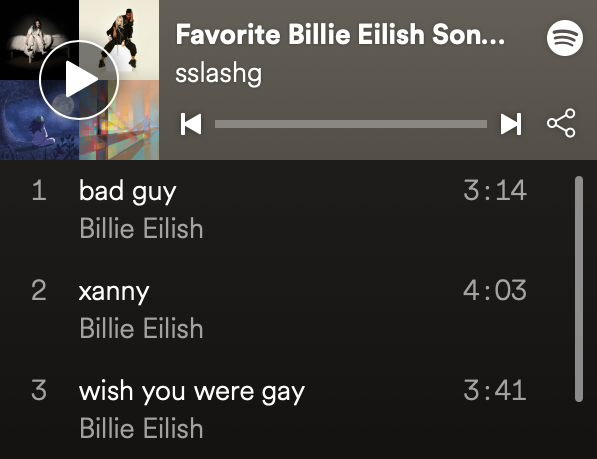 Favorite Billie Eilish Son...
sslashg
1 bad guy 3:14
Billie Eilish
2 xanny 4:03
Billie Eilish
3 wish you were gay 3:41
Billie Eilish